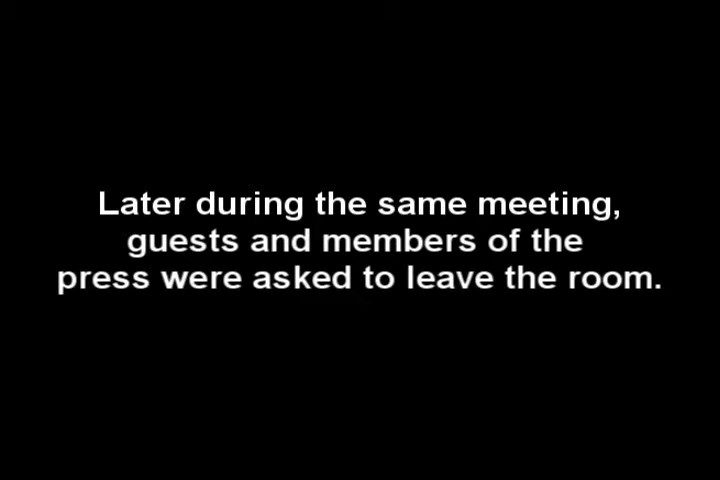 Later during the same meeting,
guests and members of the
press were asked to leave the room.